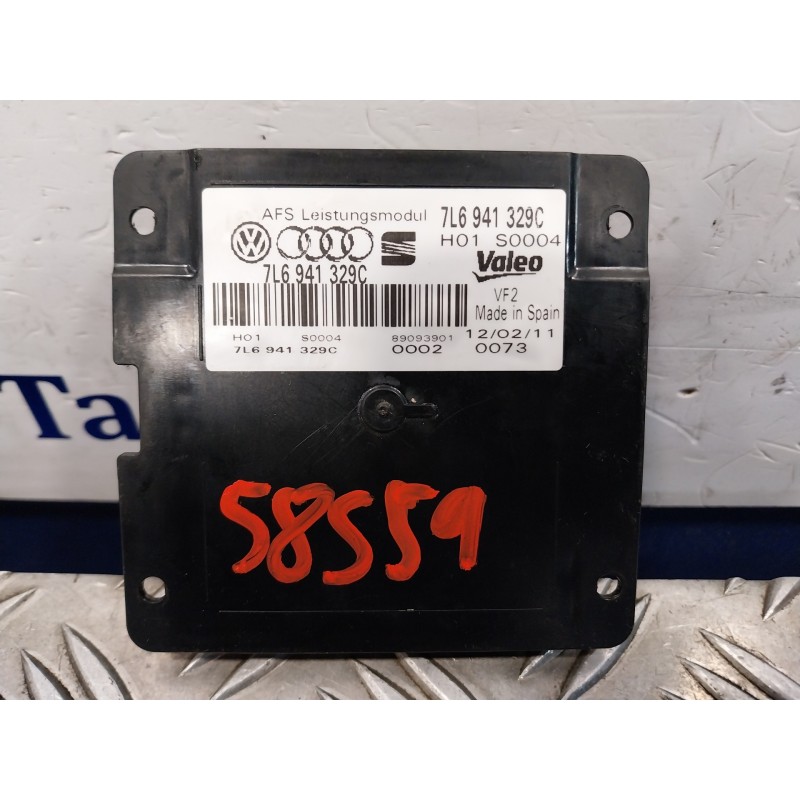 AFS Leistungsmodul 7L6 941 329C
H01 S0004
7L6 941 329C
Valeo
VF2
Made in Spain
H01 S0004 89093901 12/02/11
7L6 941 329C 0002 0073
Ta
58559